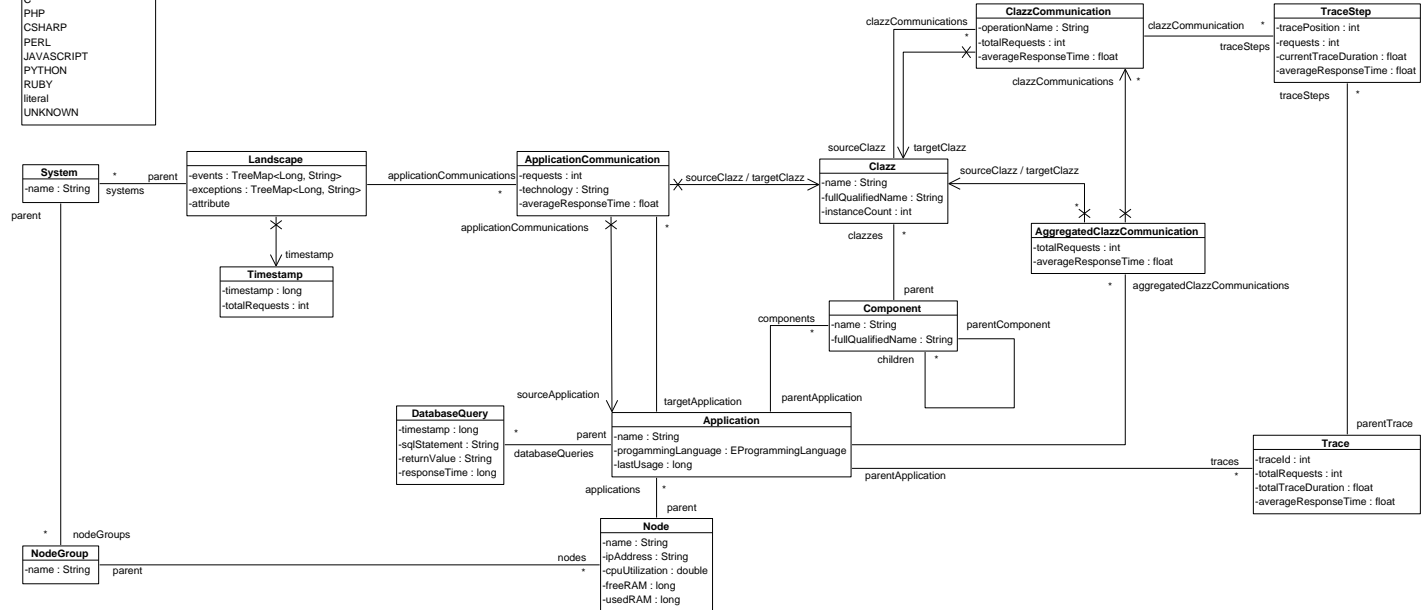 PHP
CSHARP
PERL
JAVASCRIPT
PYTHON
RUBY
literal
UNKNOWN
clazzCommunications
*
ClazzCommunication
-operationName : String
-totalRequests : int
-averageResponseTime : float
clazzCommunication
*
traceSteps
TraceStep
-tracePosition : int
-requests : int
-currentTraceDuration : float
-averageResponseTime : float
clazzCommunications
*
traceSteps
*
System
-name : String
*
parent
systems
parent
Landscape
-events : TreeMap<Long, String>
-exceptions : TreeMap<Long, String>
-attribute
applicationCommunications
*
ApplicationCommunication
-requests : int
-technology : String
-averageResponseTime : float
sourceClazz / targetClazz
sourceClazz
targetClazz
Clazz
-name : String
-fullQualifiedName : String
-instanceCount : int
sourceClazz / targetClazz
*
AggregatedClazzCommunication
-totalRequests : int
-averageResponseTime : float
applicationCommunications
*
clazzes
*
timestamp
Timestamp
-timestamp : long
-totalRequests : int
*
aggregatedClazzCommunications
parent
Component
-name : String
-fullQualifiedName : String
components
*
parentComponent
children
*
sourceApplication
targetApplication
parentApplication
DatabaseQuery
-timestamp : long
-sqlStatement : String
-returnValue : String
-responseTime : long
*
parent
databaseQueries
Application
-name : String
-progammingLanguage : EProgrammingLanguage
-lastUsage : long
parentTrace
Trace
-traceId : int
-totalRequests : int
-totalTraceDuration : float
-averageResponseTime : float
traces
*
parentApplication
applications
*
parent
Node
-name : String
-ipAddress : String
-cpuUtilization : double
-freeRAM : long
-usedRAM : long
*
nodeGroups
NodeGroup
-name : String
parent
nodes
*